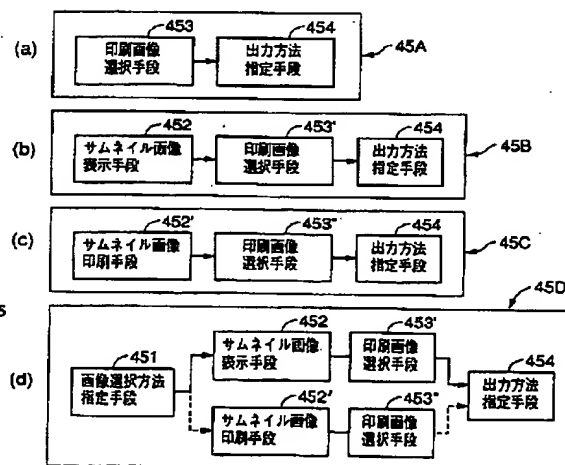 (a)
453
印刷画像
選択手段
454
出力方法
指定手段
45A
(b)
452
サムネイル画像
表示手段
453'
印刷画像
選択手段
454
出力方法
指定手段
45B
(c)
452'
サムネイル画像
印刷手段
453"
印刷画像
選択手段
454
出力方法
指定手段
45C
45D
5
(d)
451
画像選択方法
指定手段
452
サムネイル画像
表示手段
453'
印刷画像
選択手段
452'
サムネイル画像
印刷手段
453"
印刷画像
選択手段
454
出力方法
指定手段